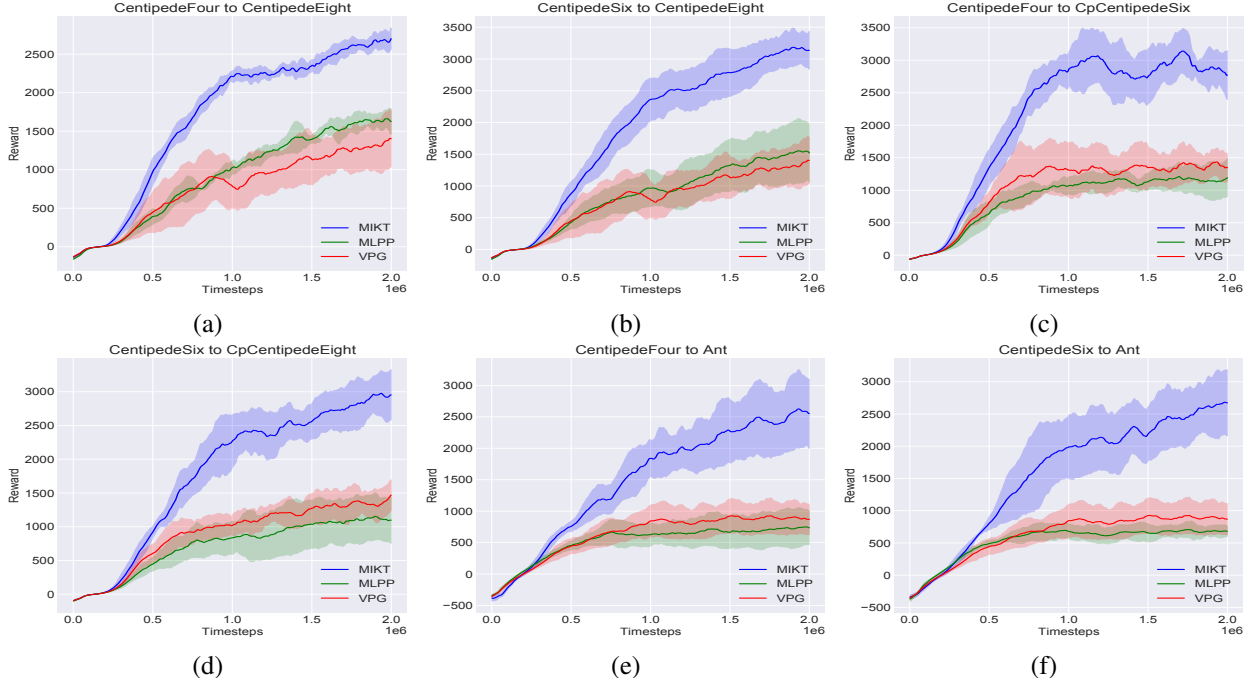 CentipedeFour to CentipedeEight
2500
2000
1500
1000
500
0
Reward
MIKT
MLPP
VPG
0.0 0.5 1.0 1.5 2.0
Timesteps 1e6
(a)
CentipedeSix to CentipedeEight
3500
3000
2500
2000
1500
1000
500
0
Reward
MIKT
MLPP
VPG
0.0 0.5 1.0 1.5 2.0
Timesteps 1e6
(b)
CentipedeFour to CpCentipedeSix
3500
3000
2500
2000
1500
1000
500
0
Reward
MIKT
MLPP
VPG
0.0 0.5 1.0 1.5 2.0
Timesteps 1e6
(c)
CentipedeSix to CpCentipedeEight
3000
2500
2000
1500
1000
500
0
Reward
MIKT
MLPP
VPG
0.0 0.5 1.0 1.5 2.0
Timesteps 1e6
(d)
CentipedeFour to Ant
3000
2500
2000
1500
1000
500
0
−500
Reward
MIKT
MLPP
VPG
0.0 0.5 1.0 1.5 2.0
Timesteps 1e6
(e)
CentipedeSix to Ant
3000
2500
2000
1500
1000
500
0
−500
Reward
MIKT
MLPP
VPG
0.0 0.5 1.0 1.5 2.0
Timesteps 1e6
(f)